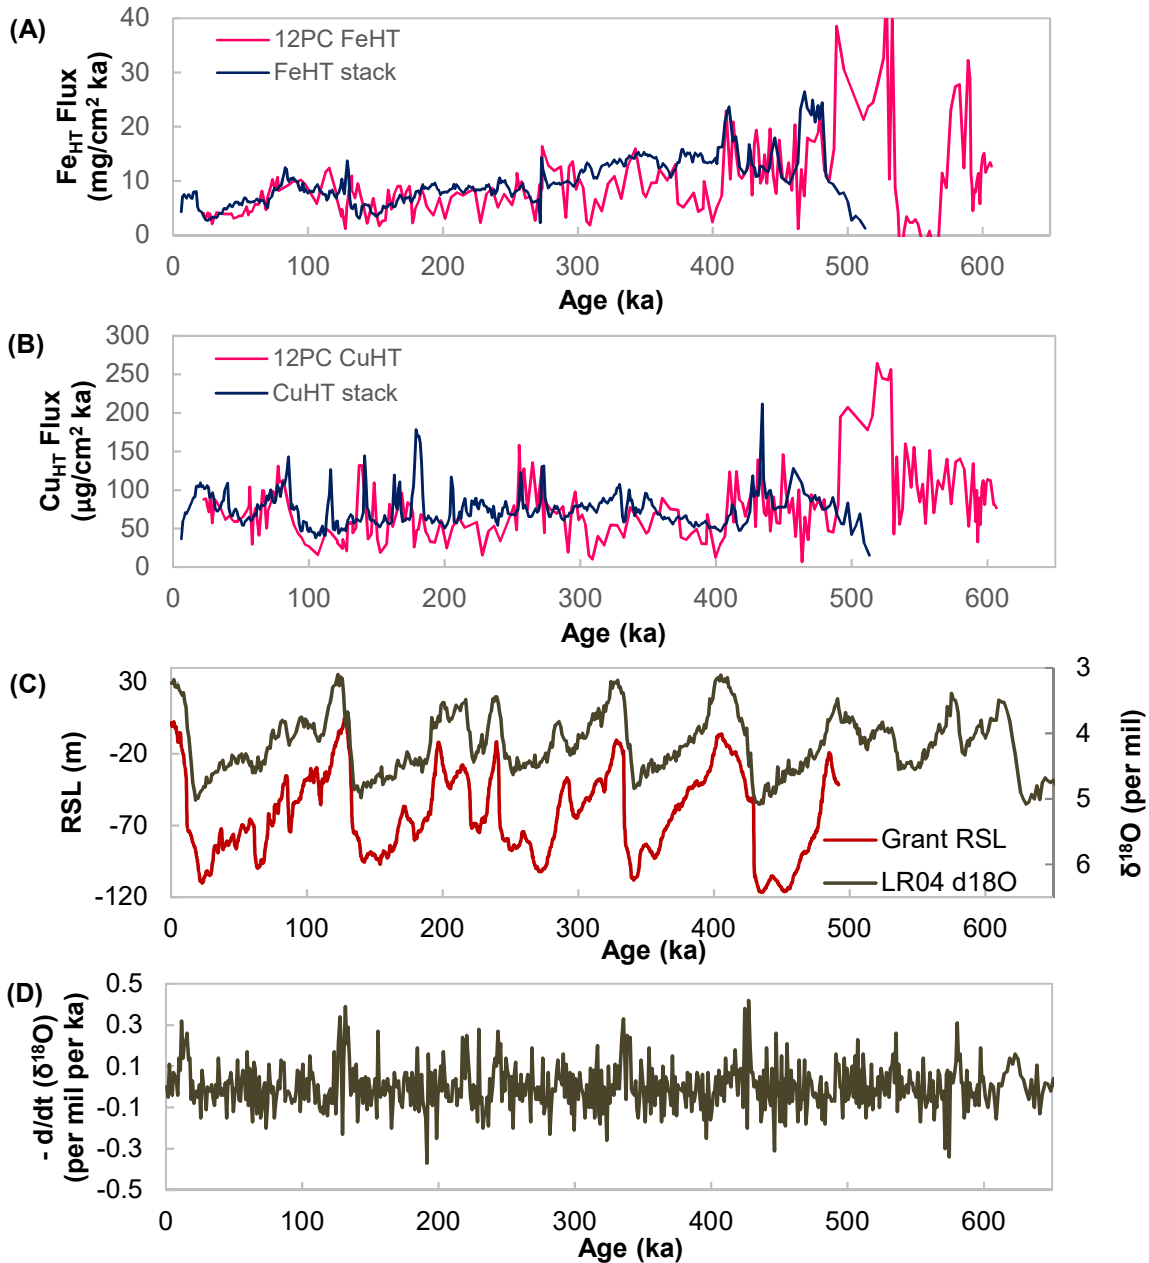 (A)
Fe_HT Flux
(mg/cm² ka)
40
30
20
10
0
12PC FeHT
FeHT stack
0 100 200 300 400 500 600
Age (ka)
(B)
Cu_HT Flux
(µg/cm² ka)
300
250
200
150
100
50
0
12PC CuHT
CuHT stack
0 100 200 300 400 500 600
Age (ka)
(C)
RSL (m)
30
-20
-70
-120
3
4
5
6
δ¹⁸O (per mil)
Grant RSL
LR04 d18O
0 100 200 300 400 500 600
Age (ka)
(D)
- d/dt (δ¹⁸O)
(per mil per ka)
0.5
0.3
0.1
-0.1
-0.3
-0.5
0 100 200 300 400 500 600
Age (ka)